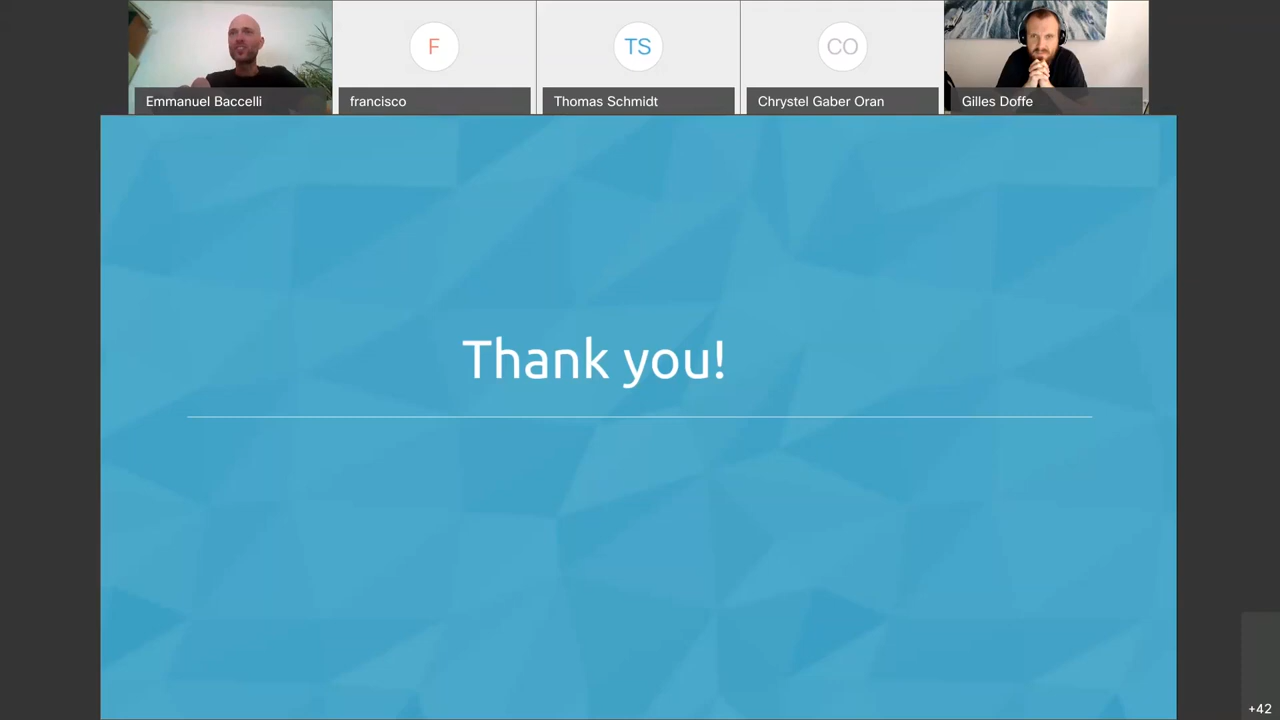 F
TS
CO
Emmanuel Baccelli
francisco
Thomas Schmidt
Chrystel Gaber Oran
Gilles Doffe
Thank you!
+42